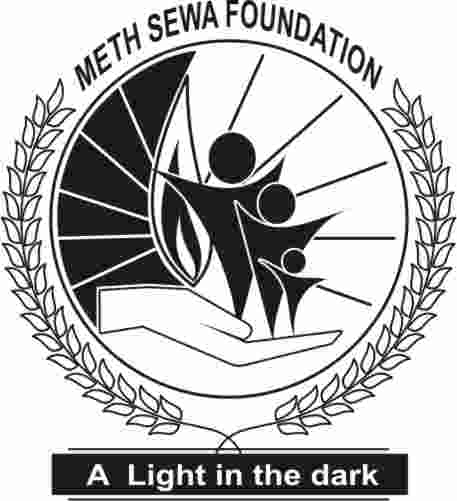 METH SEWA FOUNDATION
A Light in the dark